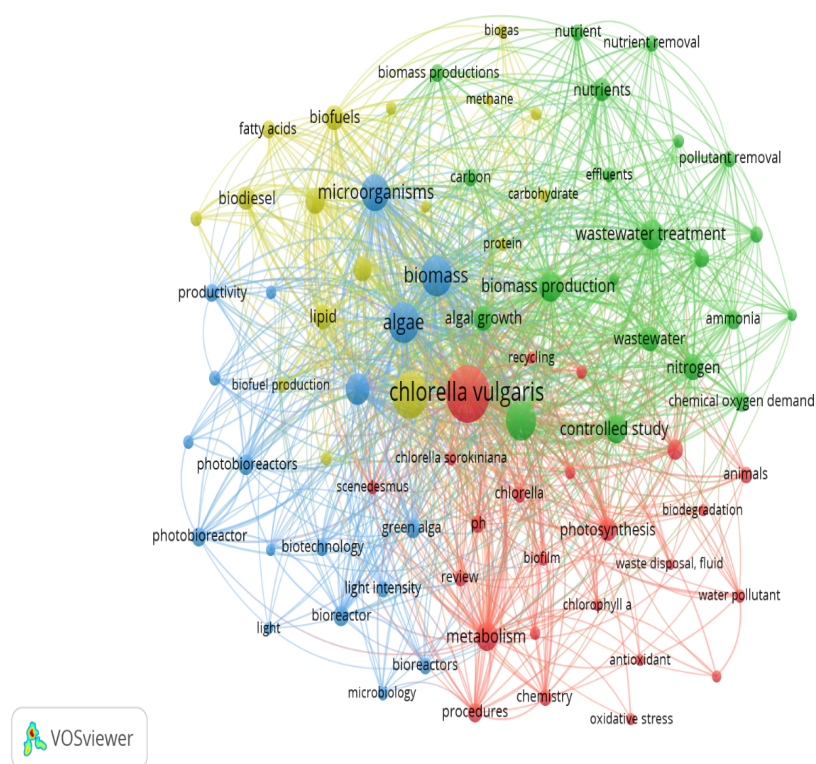 biogas
nutrient
nutrient removal
biomass productions
methane
nutrients
biofuels
fatty acids
pollutant removal
carbon
effluents
microorganisms
carbohydrate
biodiesel
wastewater treatment
protein
biomass
biomass production
productivity
lipid
algae
algal growth
ammonia
wastewater
recycling
nitrogen
biofuel production
chlorella vulgaris
chemical oxygen demand
controlled study
chlorella sorokiniana
photobioreactors
animals
scenedesmus
chlorella
biodegradation
green alga
ph
photosynthesis
photobioreactor
biotechnology
biofilm
waste disposal, fluid
review
light intensity
water pollutant
chlorophyll a
bioreactor
light
metabolism
antioxidant
bioreactors
microbiology
chemistry
procedures
oxidative stress
VOSviewer